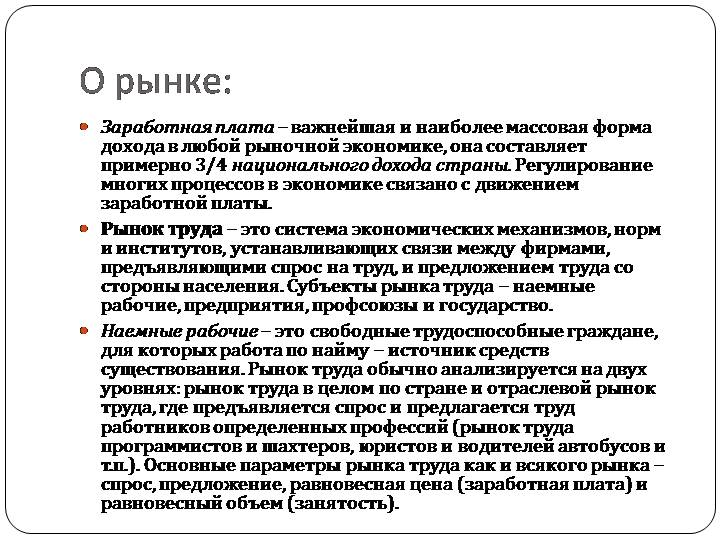 О рынке:
Заработная плата – важнейшая и наиболее массовая форма
дохода в любой рыночной экономике, она составляет
примерно 3/4 национального дохода страны. Регулирование
многих процессов в экономике связано с движением
заработной платы.
Рынок труда – это система экономических механизмов, норм
и институтов, устанавливающих связи между фирмами,
предъявляющими спрос на труд, и предложением труда со
стороны населения. Субъекты рынка труда – наемные
рабочие, предприятия, профсоюзы и государство.
Наемные рабочие – это свободные трудоспособные граждане,
для которых работа по найму – источник средств
существования. Рынок труда обычно анализируется на двух
уровнях: рынок труда в целом по стране и отраслевой рынок
труда, где предъявляется спрос и предлагается труд
работников определенных профессий (рынок труда
программистов и шахтеров, юристов и водителей автобусов и
т.п.). Основные параметры рынка труда как и всякого рынка –
спрос, предложение, равновесная цена (заработная плата) и
равновесный объем (занятость).